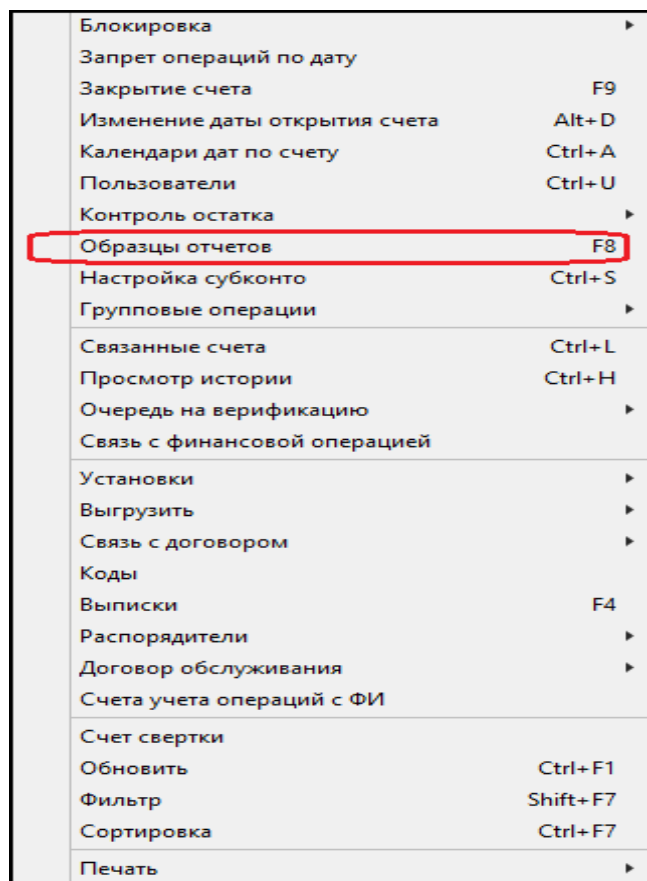 Блокировка
Запрет операций по дату
Закрытие счета F9
Изменение даты открытия счета Alt+D
Календари дат по счету Ctrl+A
Пользователи Ctrl+U
Контроль остатка
Образцы отчетов F8
Настройка субконто Ctrl+S
Групповые операции
Связанные счета Ctrl+L
Просмотр истории Ctrl+H
Очередь на верификацию
Связь с финансовой операцией
Установки
Выгрузить
Связь с договором
Коды
Выписки F4
Распорядители
Договор обслуживания
Счета учета операций с ФИ
Счет свертки
Обновить Ctrl+F1
Фильтр Shift+F7
Сортировка Ctrl+F7
Печать